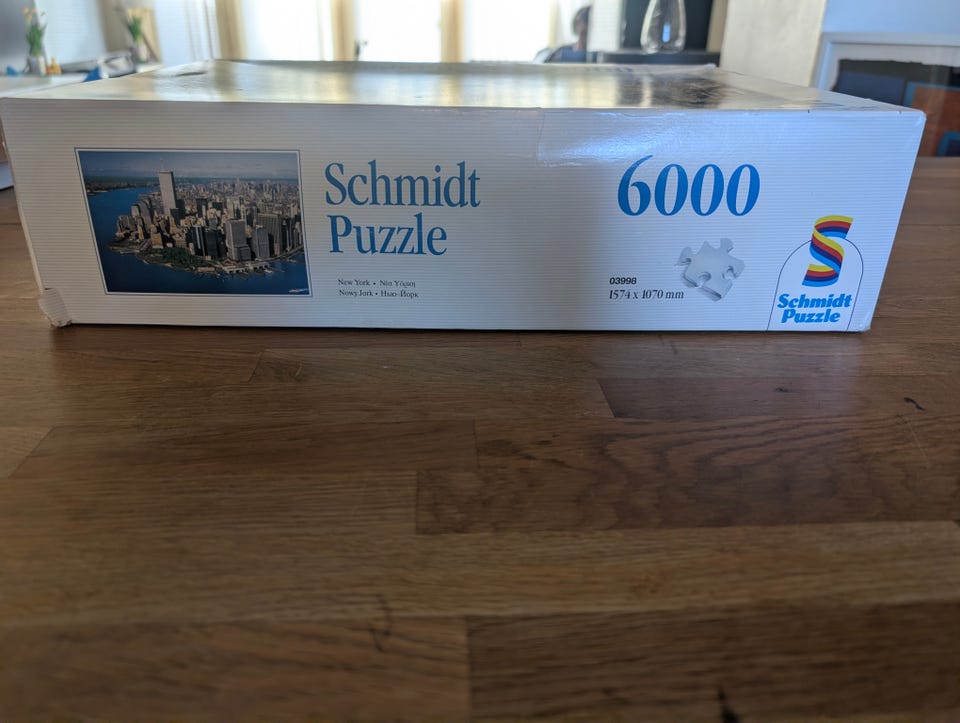 Schmidt
Puzzle
New York • Νέα Υόρκη
Nowy Jork • Нью-Йорк
6000
03998
1574 x 1070 mm
Schmidt
Puzzle